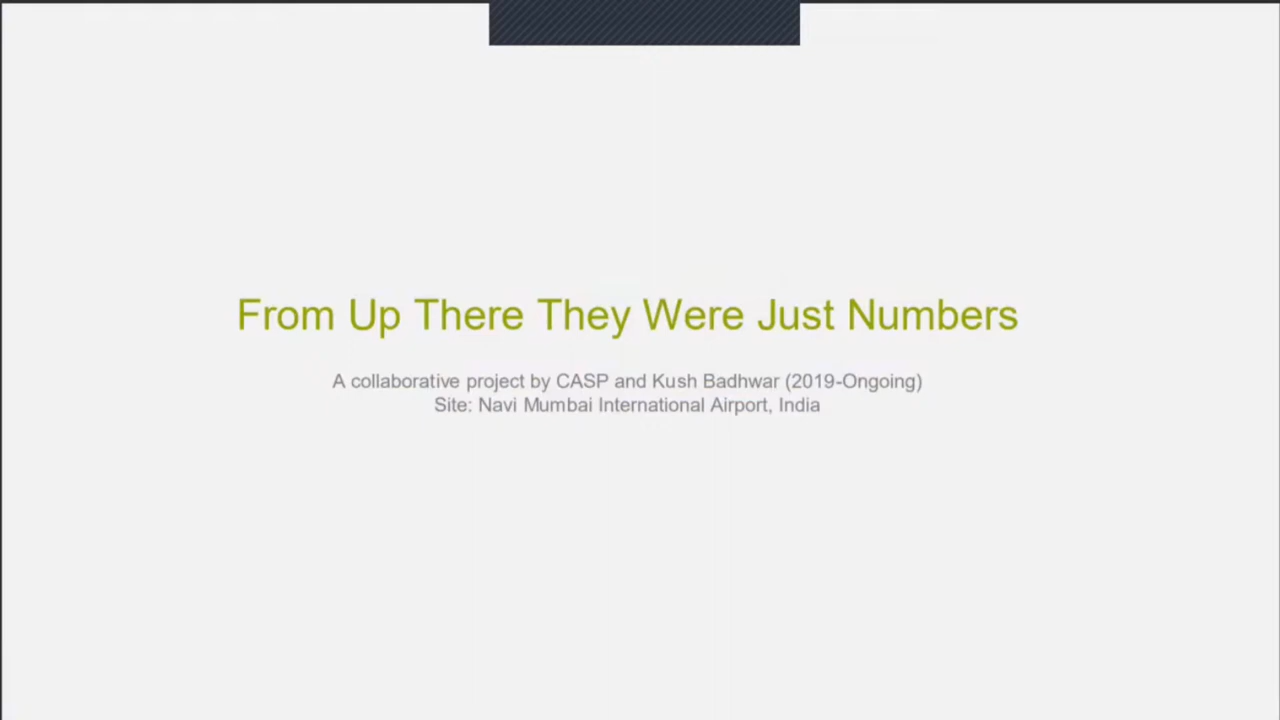 From Up There They Were Just Numbers
A collaborative project by CASP and Kush Badhwar (2019-Ongoing)
Site: Navi Mumbai International Airport, India